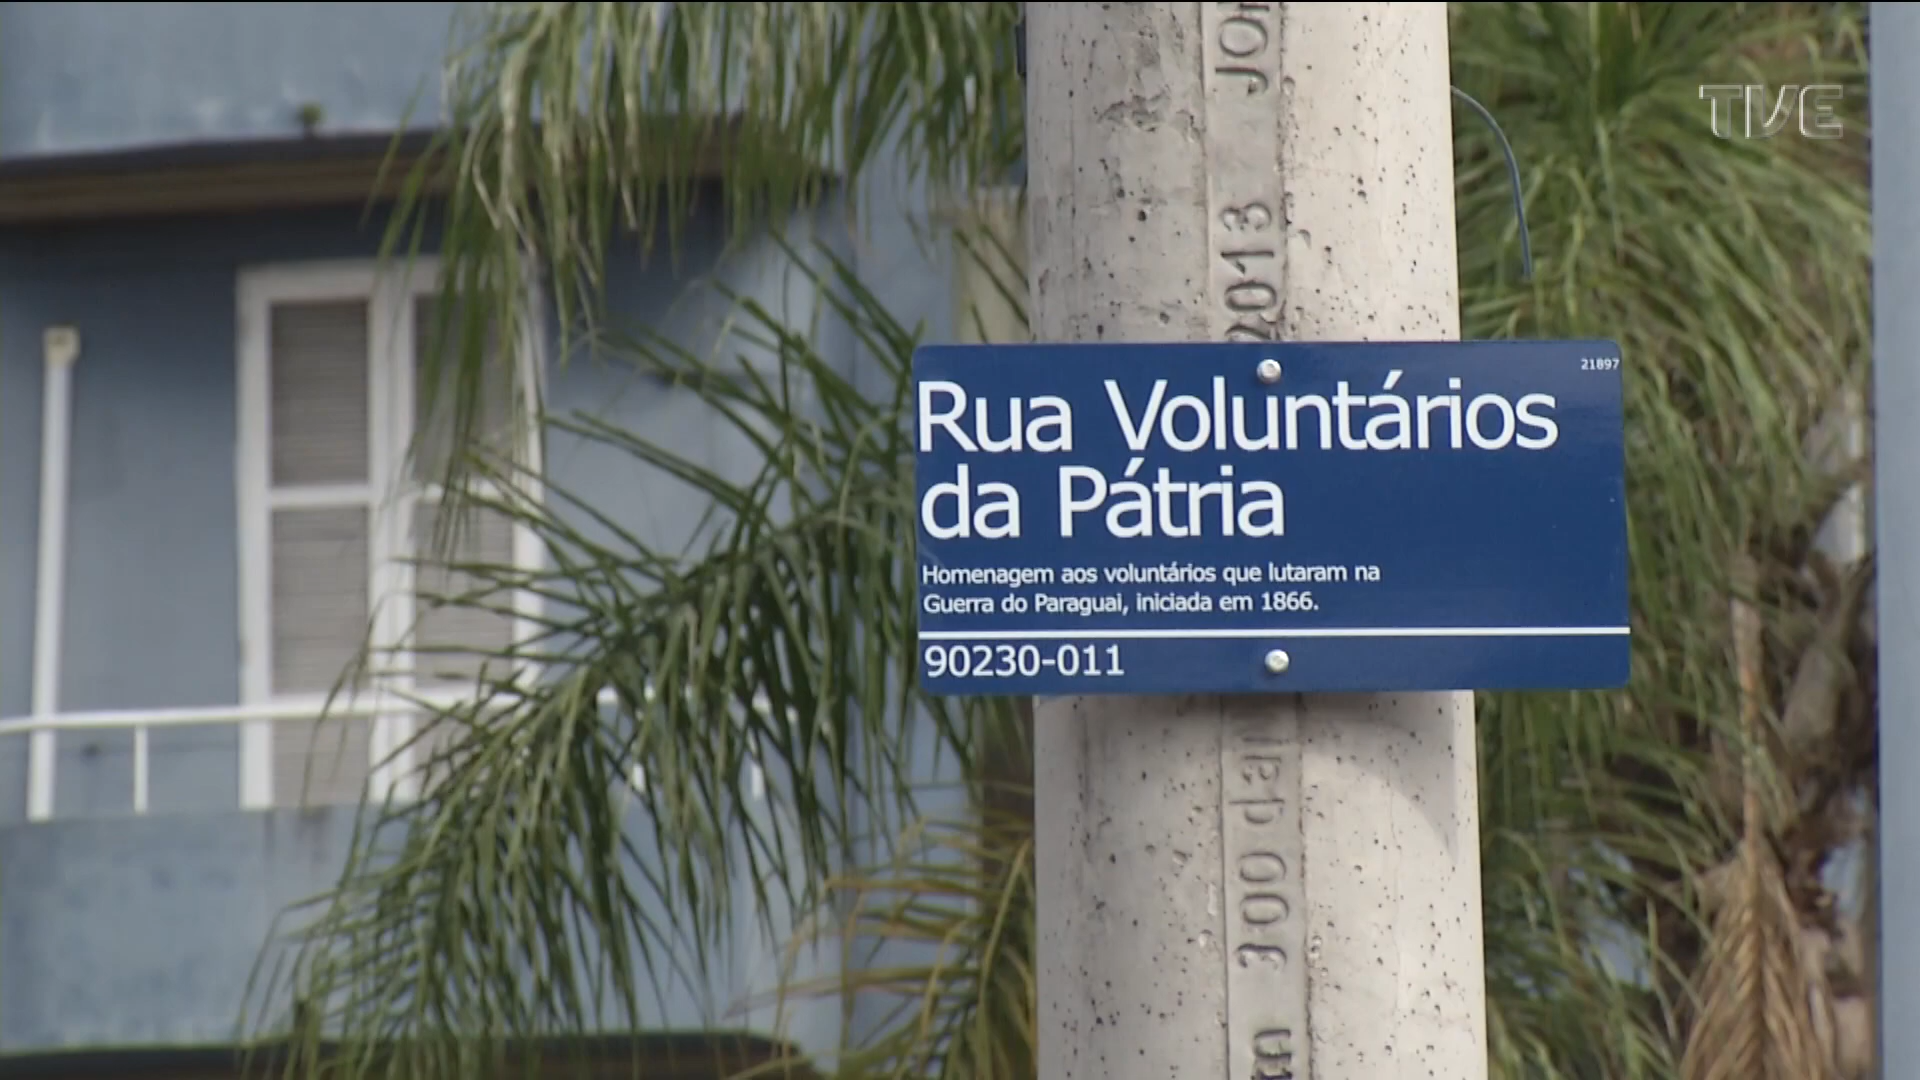 TVE
21897
Rua Voluntários
da Pátria
Homenagem aos voluntários que lutaram na
Guerra do Paraguai, iniciada em 1866.
90230-011
2013
300 da